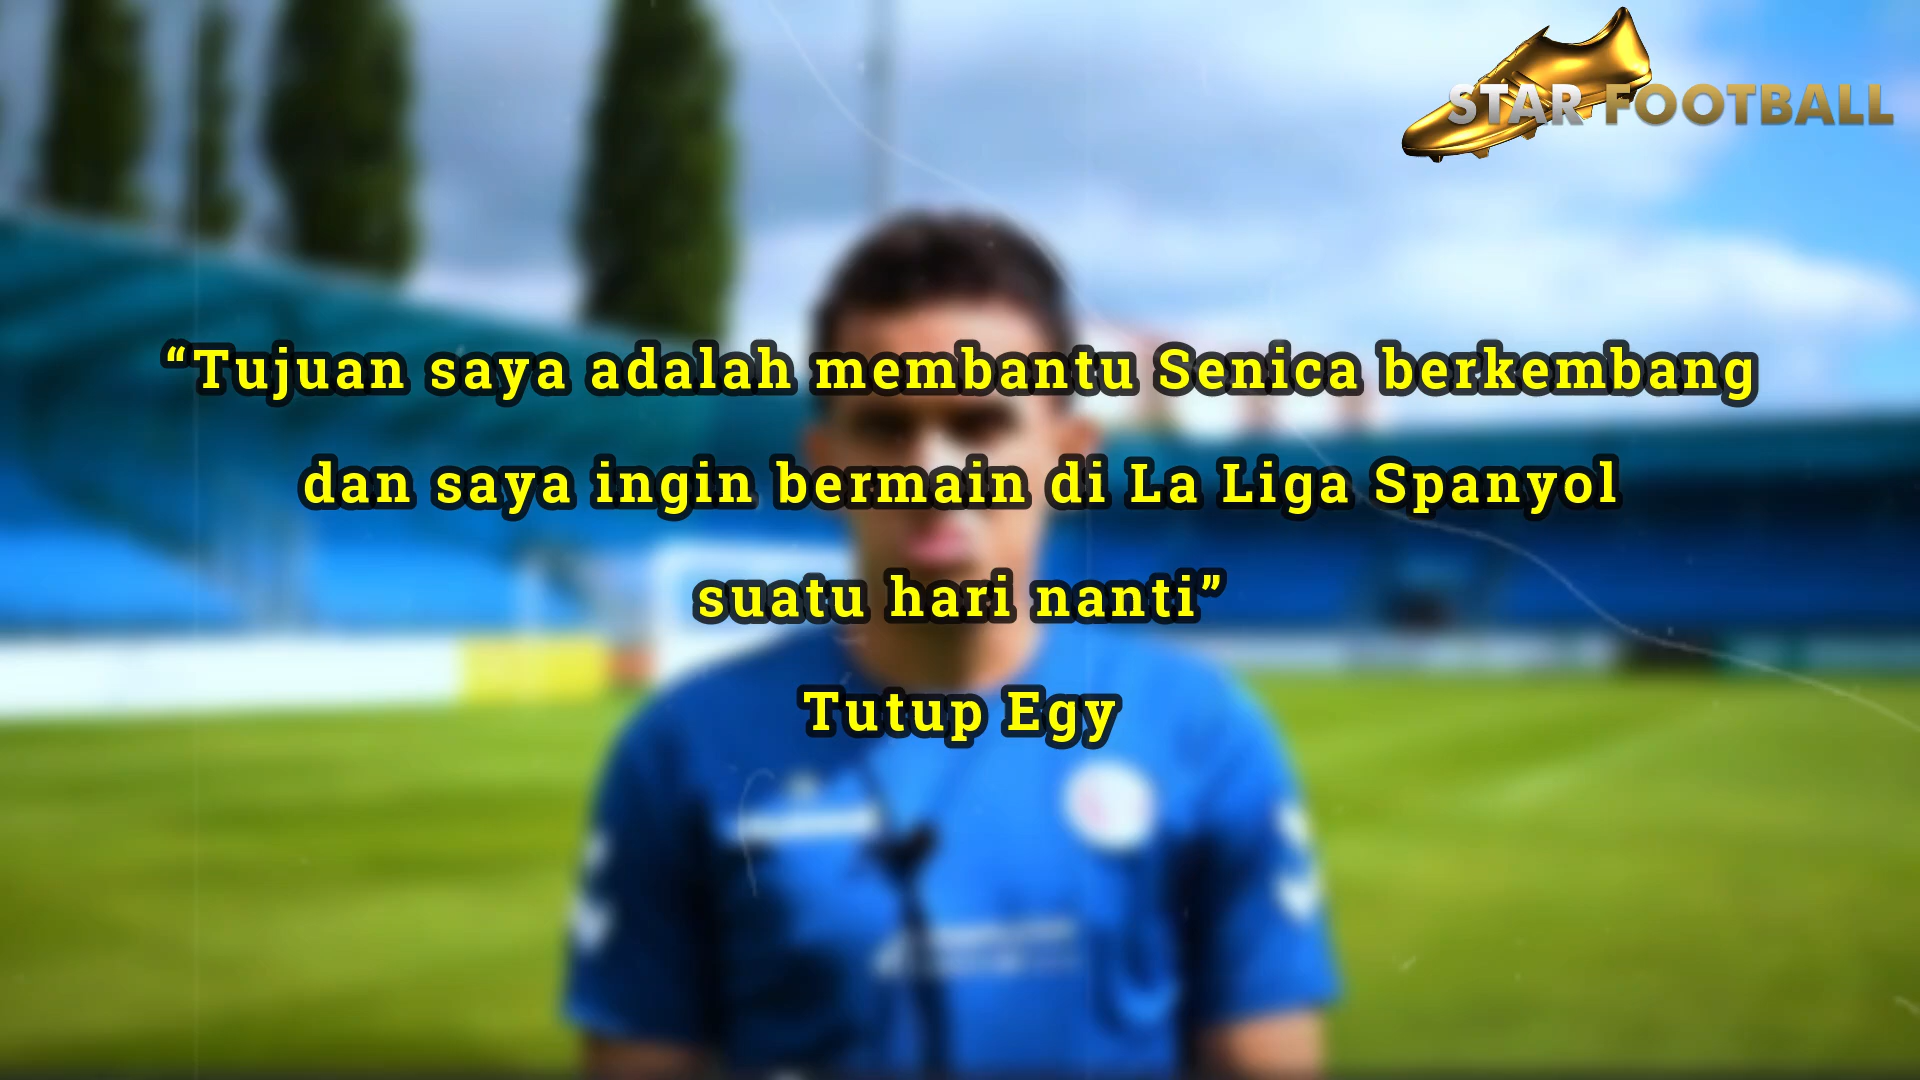 STAR FOOTBALL
“Tujuan saya adalah membantu Senica berkembang
dan saya ingin bermain di La Liga Spanyol
suatu hari nanti”
Tutup Egy